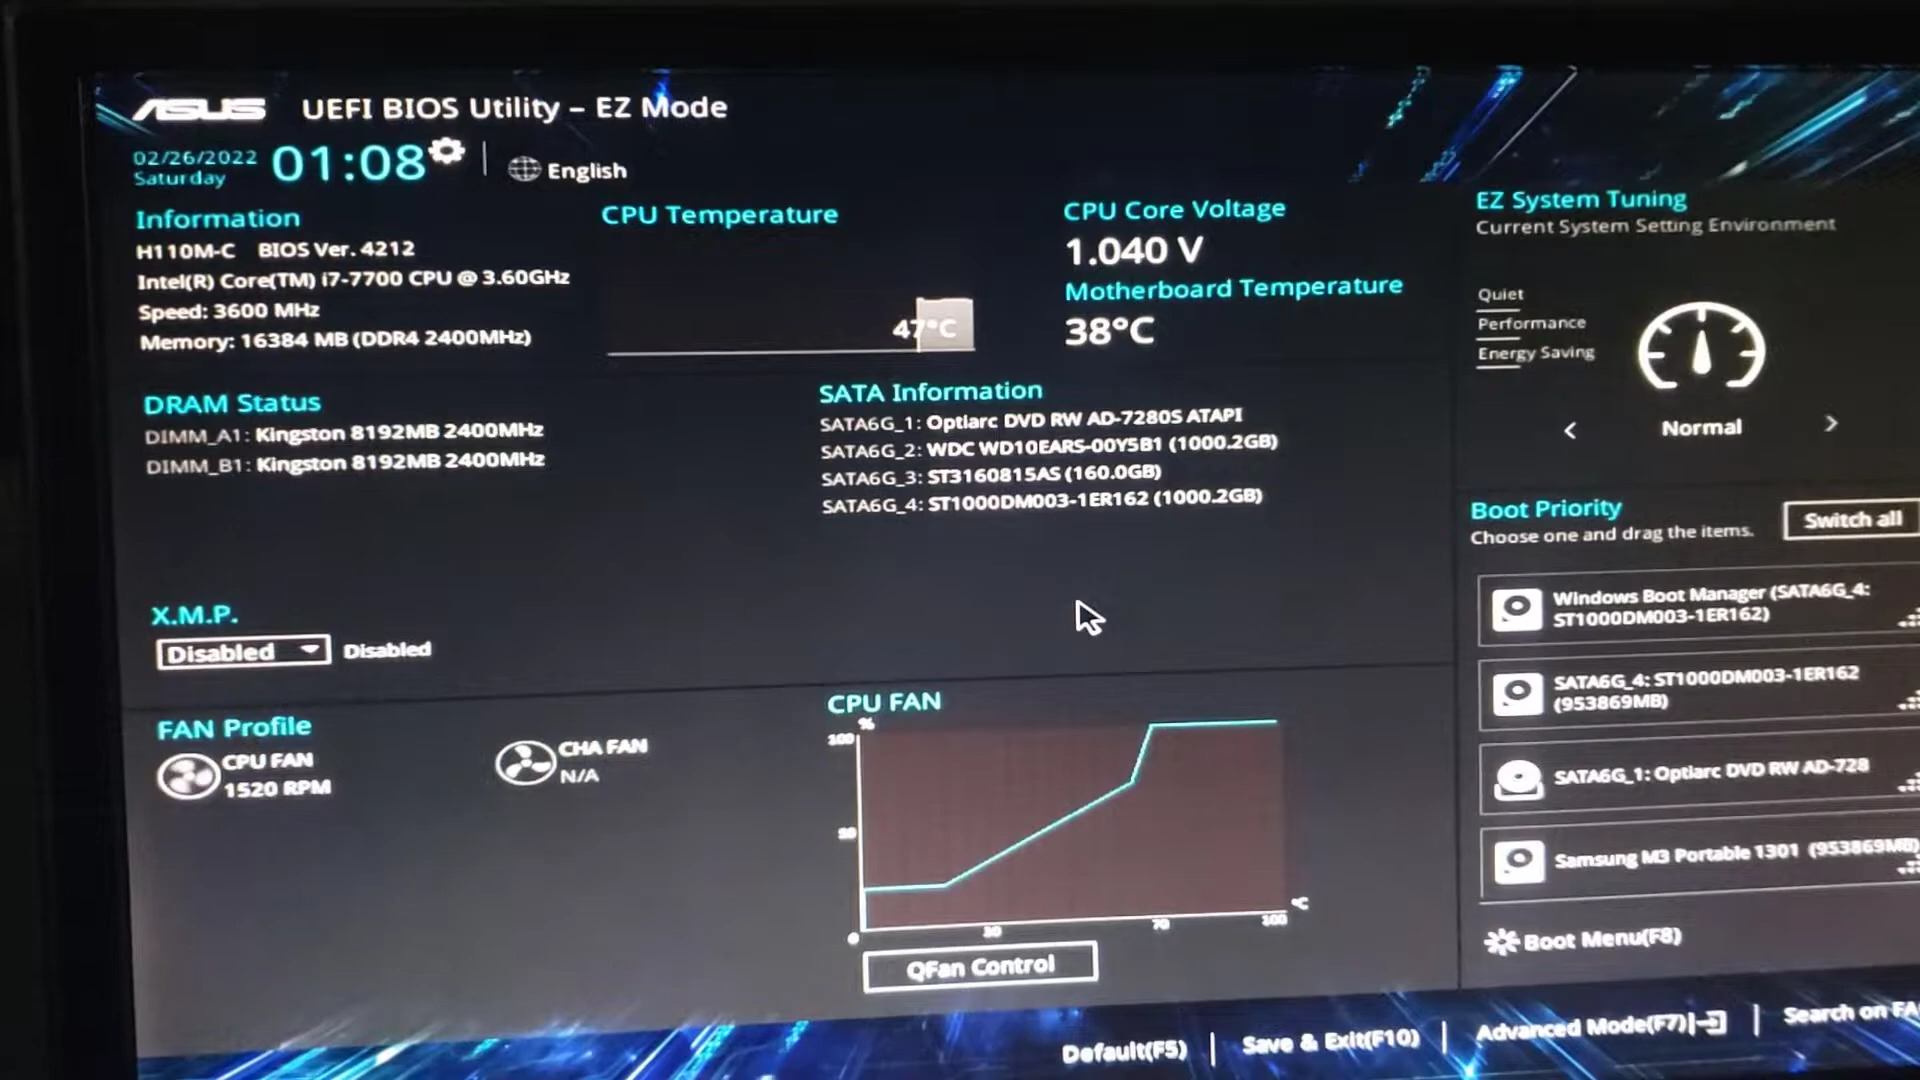 ASUS UEFI BIOS Utility – EZ Mode
02/26/2022
Saturday
01:08
English
Information
H110M-C BIOS Ver. 4212
Intel(R) Core(TM) i7-7700 CPU @ 3.60GHz
Speed: 3600 MHz
Memory: 16384 MB (DDR4 2400MHz)
CPU Temperature
47°C
CPU Core Voltage
1.040 V
Motherboard Temperature
38°C
EZ System Tuning
Current System Setting Environment
Quiet
Performance
Energy Saving
Normal
DRAM Status
DIMM_A1: Kingston 8192MB 2400MHz
DIMM_B1: Kingston 8192MB 2400MHz
SATA Information
SATA6G_1: Optiarc DVD RW AD-7280S ATAPI
SATA6G_2: WDC WD10EARS-00Y5B1 (1000.2GB)
SATA6G_3: ST3160815AS (160.0GB)
SATA6G_4: ST1000DM003-1ER162 (1000.2GB)
X.M.P.
Disabled Disabled
Boot Priority
Choose one and drag the items.
Switch all
Windows Boot Manager (SATA6G_4:
ST1000DM003-1ER162)
SATA6G_4: ST1000DM003-1ER162
(953869MB)
SATA6G_1: Optiarc DVD RW AD-728
Samsung M3 Portable 1301 (953869MB)
Boot Menu(F8)
FAN Profile
CPU FAN
1520 RPM
CHA FAN
N/A
CPU FAN
%
100
50
0
30
70
100
°C
QFan Control
Default(F5)
Save & Exit(F10)
Advanced Mode(F7)
Search on FA